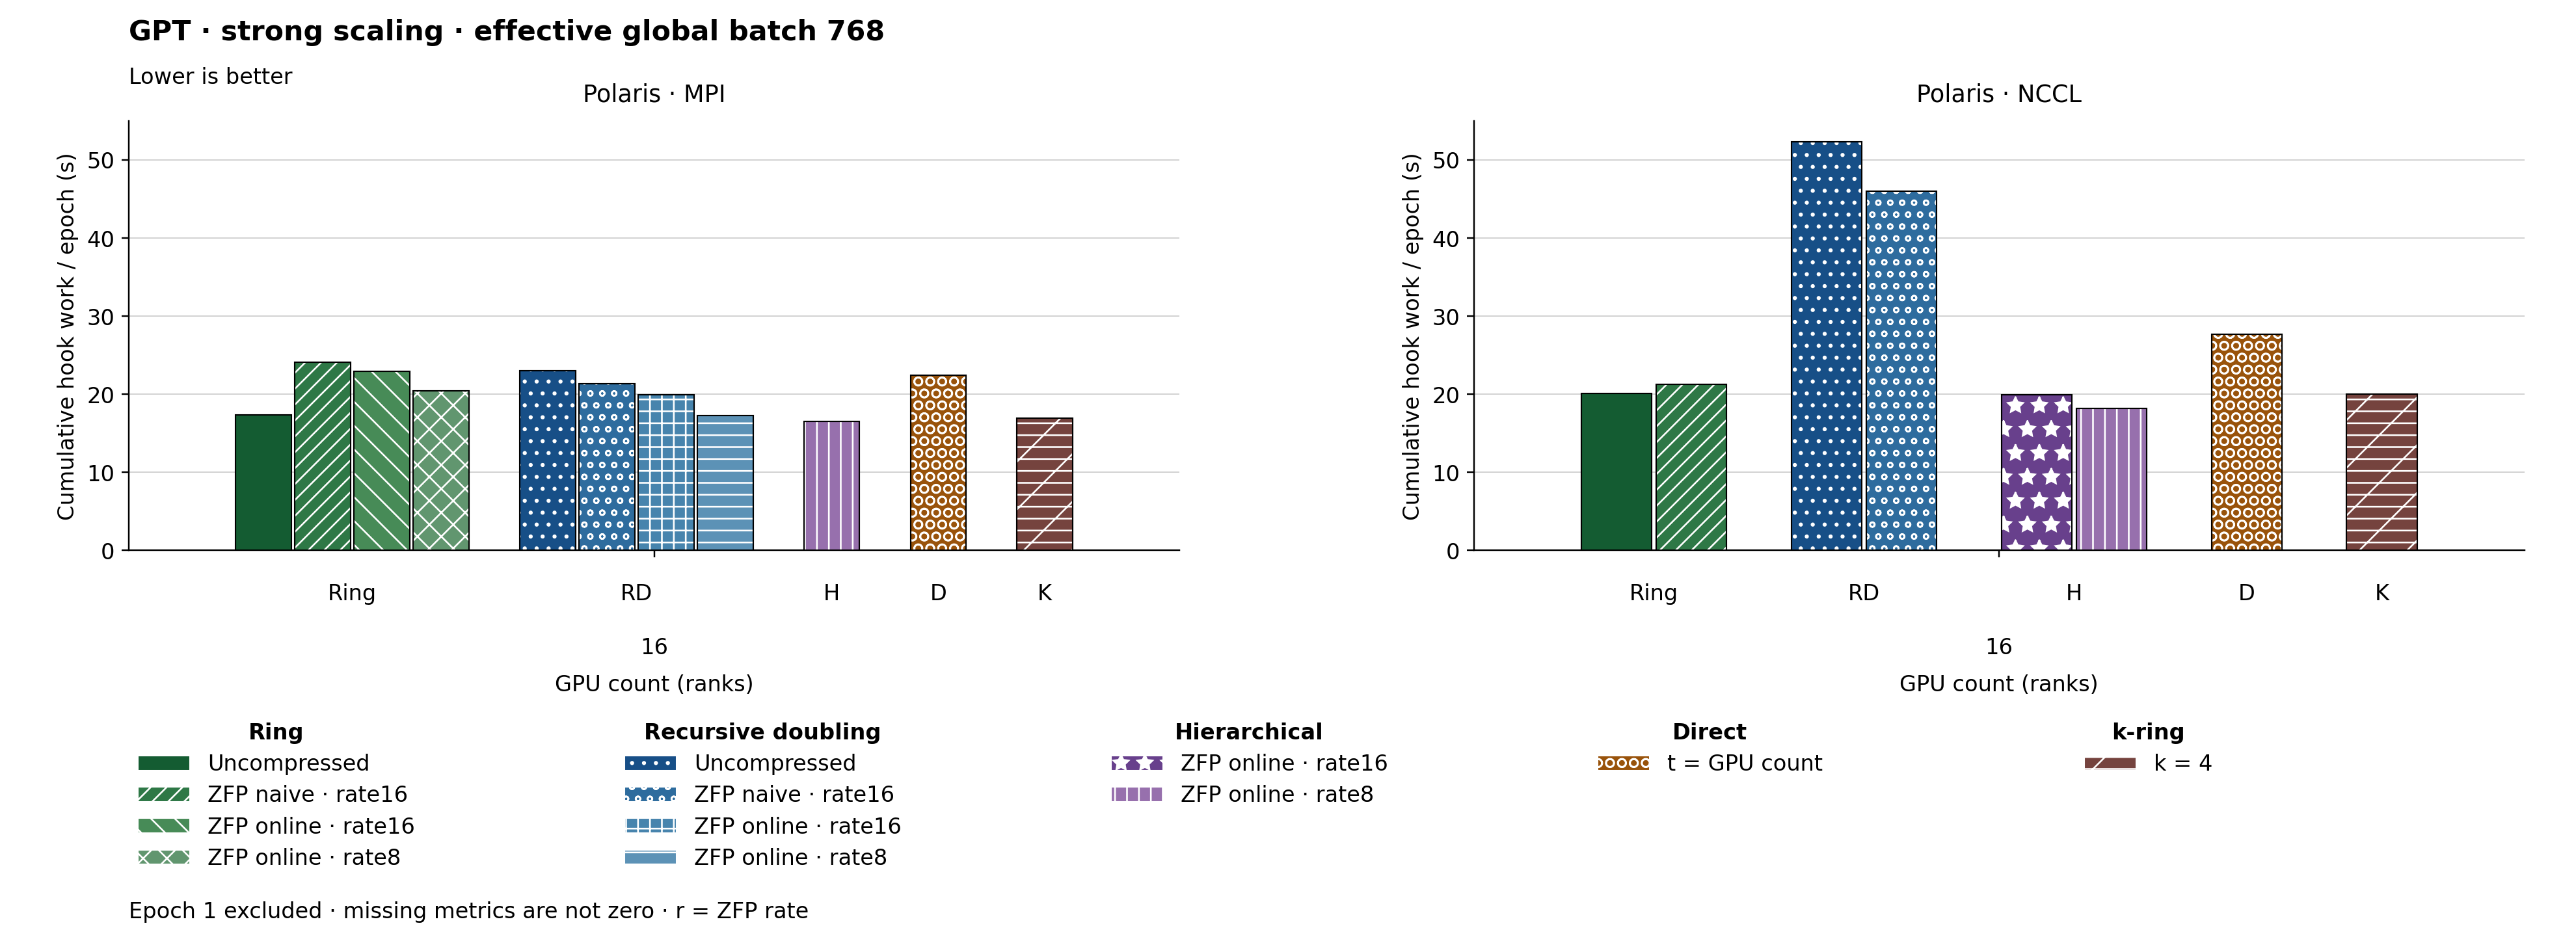 GPT · strong scaling · effective global batch 768
Lower is better
Polaris · MPI
Cumulative hook work / epoch (s)
50
40
30
20
10
0
Ring RD H D K
16
GPU count (ranks)
Polaris · NCCL
Cumulative hook work / epoch (s)
50
40
30
20
10
0
Ring RD H D K
16
GPU count (ranks)
Ring
Uncompressed
ZFP naive · rate16
ZFP online · rate16
ZFP online · rate8
Recursive doubling
Uncompressed
ZFP naive · rate16
ZFP online · rate16
ZFP online · rate8
Hierarchical
ZFP online · rate16
ZFP online · rate8
Direct
t = GPU count
k-ring
k = 4
Epoch 1 excluded · missing metrics are not zero · r = ZFP rate